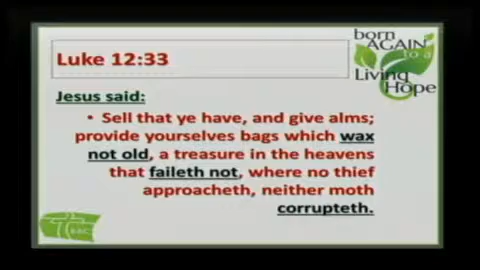 Luke 12:33
born
AGAIN
to a
Living
Hope
Jesus said:
• Sell that ye have, and give alms;
provide yourselves bags which wax
not old, a treasure in the heavens
that faileth not, where no thief
approacheth, neither moth
corrupteth.